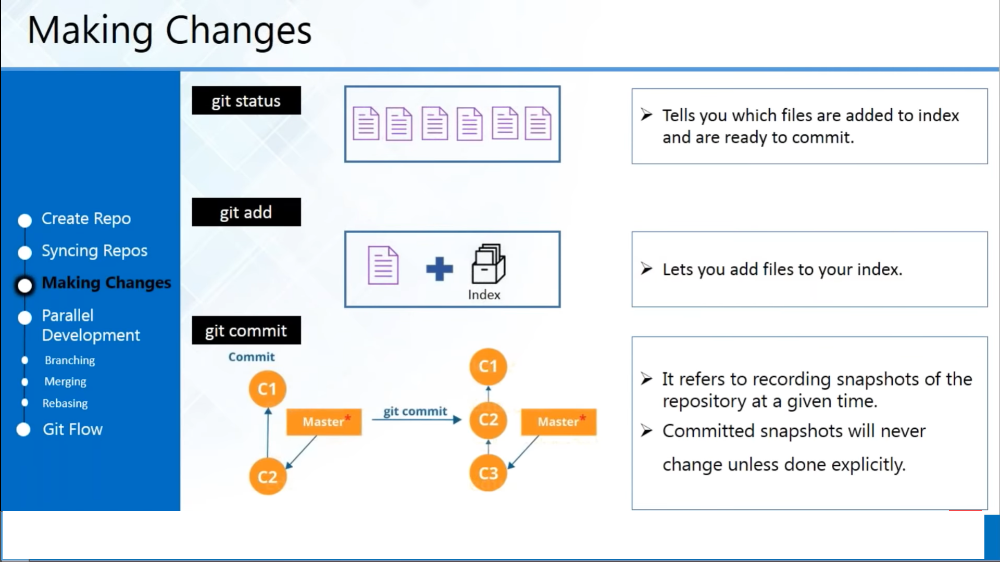 Making Changes
Create Repo
Syncing Repos
Making Changes
Parallel
Development
Branching
Merging
Rebasing
Git Flow
git status
Tells you which files are added to index
and are ready to commit.
git add
Index
Lets you add files to your index.
git commit
Commit
C1
Master*
C2
git commit
C1
C2
Master*
C3
It refers to recording snapshots of the
repository at a given time.
Committed snapshots will never
change unless done explicitly.